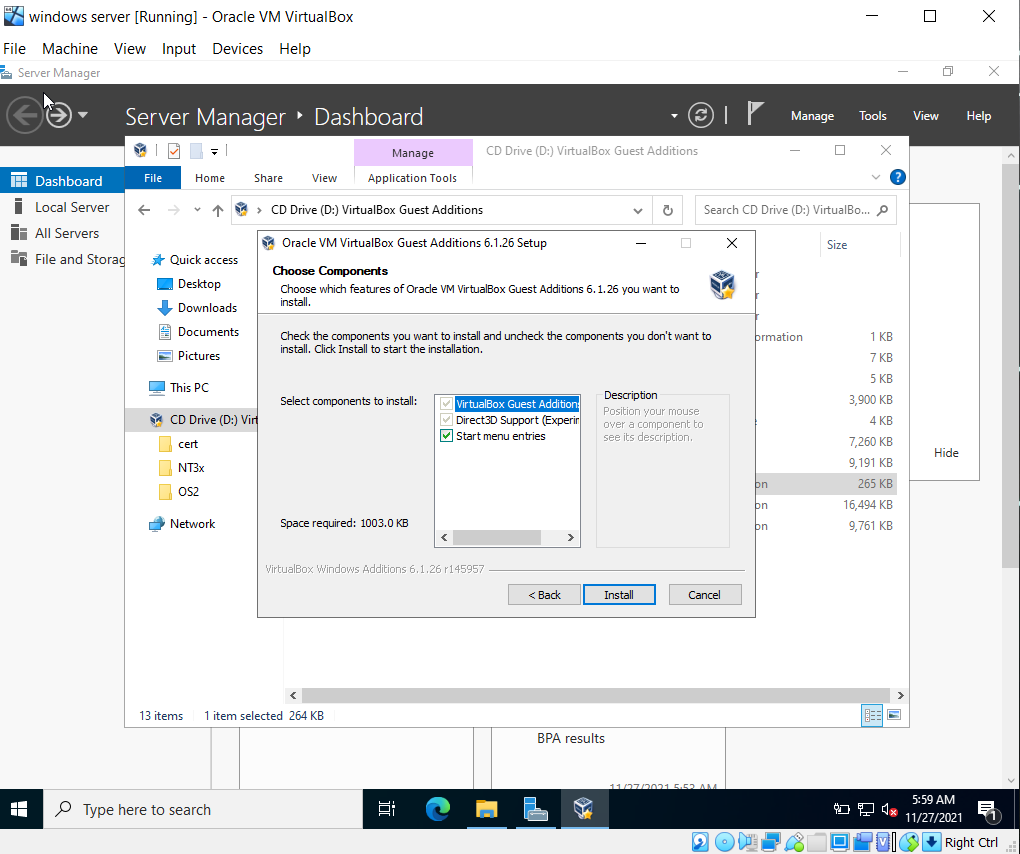 windows server [Running] - Oracle VM VirtualBox
File Machine View Input Devices Help
Server Manager
Server Manager Dashboard
Manage Tools View Help
Manage
CD Drive (D:) VirtualBox Guest Additions
File Home Share View Application Tools
CD Drive (D:) VirtualBox Guest Additions
Search CD Drive (D:) VirtualBo...
Dashboard
Local Server
All Servers
File and Storag
Quick access
Desktop
Downloads
Documents
Pictures
This PC
CD Drive (D:) Virt
cert
NT3x
OS2
Network
Size
ormation 1 KB
7 KB
5 KB
3,900 KB
4 KB
7,260 KB
9,191 KB
on 265 KB
on 16,494 KB
on 9,761 KB
Hide
Oracle VM VirtualBox Guest Additions 6.1.26 Setup
Choose Components
Choose which features of Oracle VM VirtualBox Guest Additions 6.1.26 you want to
install.
Check the components you want to install and uncheck the components you don't want to
install. Click Install to start the installation.
Select components to install:
VirtualBox Guest Additions
Direct3D Support (Experim
Start menu entries
Description
Position your mouse
over a component to
see its description.
Space required: 1003.0 KB
VirtualBox Windows Additions 6.1.26 r145957
< Back Install Cancel
13 items 1 item selected 264 KB
BPA results
11/27/2021 5:53 AM
Type here to search
5:59 AM
11/27/2021
1
Right Ctrl